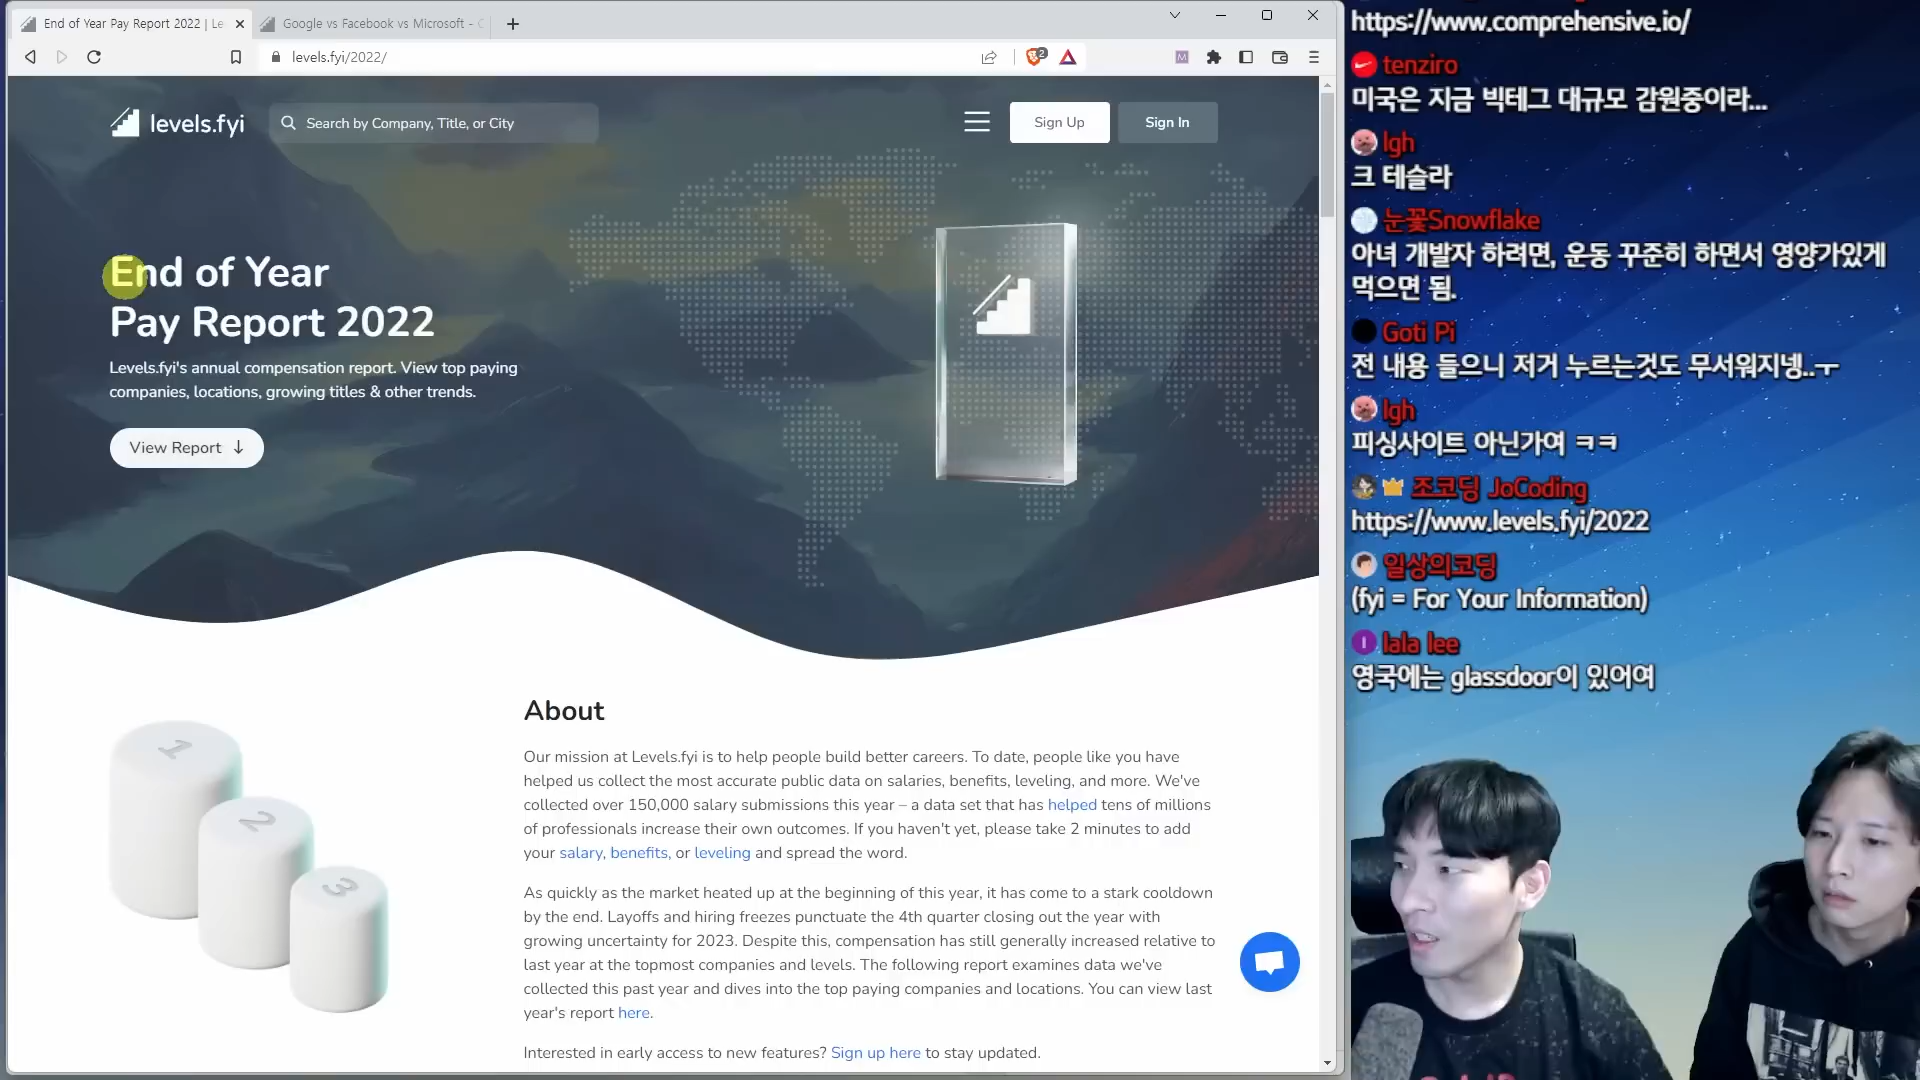 End of Year Pay Report 2022 | Le
Google vs Facebook vs Microsoft - C
levels.fyi/2022/
2
levels.fyi
Search by Company, Title, or City
Sign Up
Sign In
End of Year
Pay Report 2022
Levels.fyi's annual compensation report. View top paying
companies, locations, growing titles & other trends.
View Report ↓
1
2
3
About
Our mission at Levels.fyi is to help people build better careers. To date, people like you have
helped us collect the most accurate public data on salaries, benefits, leveling, and more. We've
collected over 150,000 salary submissions this year – a data set that has helped tens of millions
of professionals increase their own outcomes. If you haven't yet, please take 2 minutes to add
your salary, benefits, or leveling and spread the word.
As quickly as the market heated up at the beginning of this year, it has come to a stark cooldown
by the end. Layoffs and hiring freezes punctuate the 4th quarter closing out the year with
growing uncertainty for 2023. Despite this, compensation has still generally increased relative to
last year at the topmost companies and levels. The following report examines data we've
collected this past year and dives into the top paying companies and locations. You can view last
year's report here.
Interested in early access to new features? Sign up here to stay updated.
https://www.comprehensive.io/
tenziro
미국은 지금 빅테그 대규모 감원중이라...
lgh
크 테슬라
눈꽃Snowflake
아녀 개발자 하려면, 운동 꾸준히 하면서 영양가있게
먹으면 됨.
Goti Pi
전 내용 들으니 저거 누르는것도 무서워지넹..ㅜ
lgh
피싱사이트 아닌가여 ㅋㅋ
조코딩 JoCoding
https://www.levels.fyi/2022
일상의코딩
(fyi = For Your Information)
l
lala lee
영국에는 glassdoor이 있어여